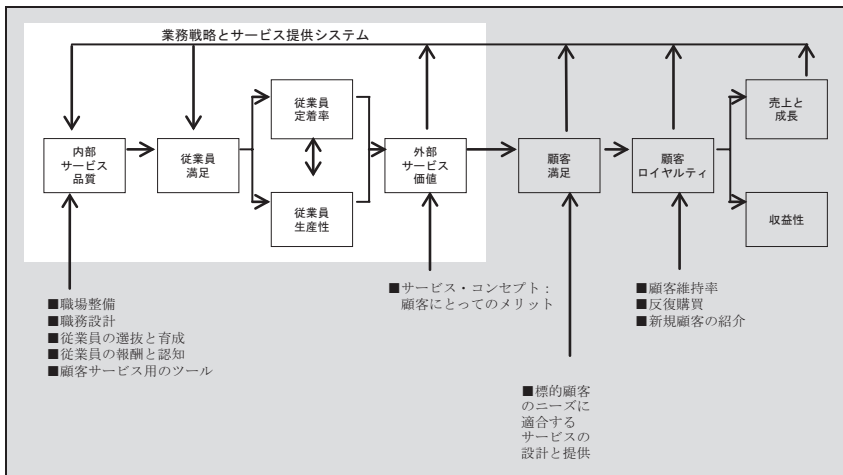 業務戦略とサービス提供システム
内部
サービス
品質
従業員
満足
従業員
定着率
従業員
生産性
外部
サービス
価値
顧客
満足
顧客
ロイヤルティ
売上と
成長
収益性
■職場整備
■職務設計
■従業員の選抜と育成
■従業員の報酬と認知
■顧客サービス用のツール
■サービス・コンセプト:
顧客にとってのメリット
■標的顧客
のニーズに
適合する
サービスの
設計と提供
■顧客維持率
■反復購買
■新規顧客の紹介